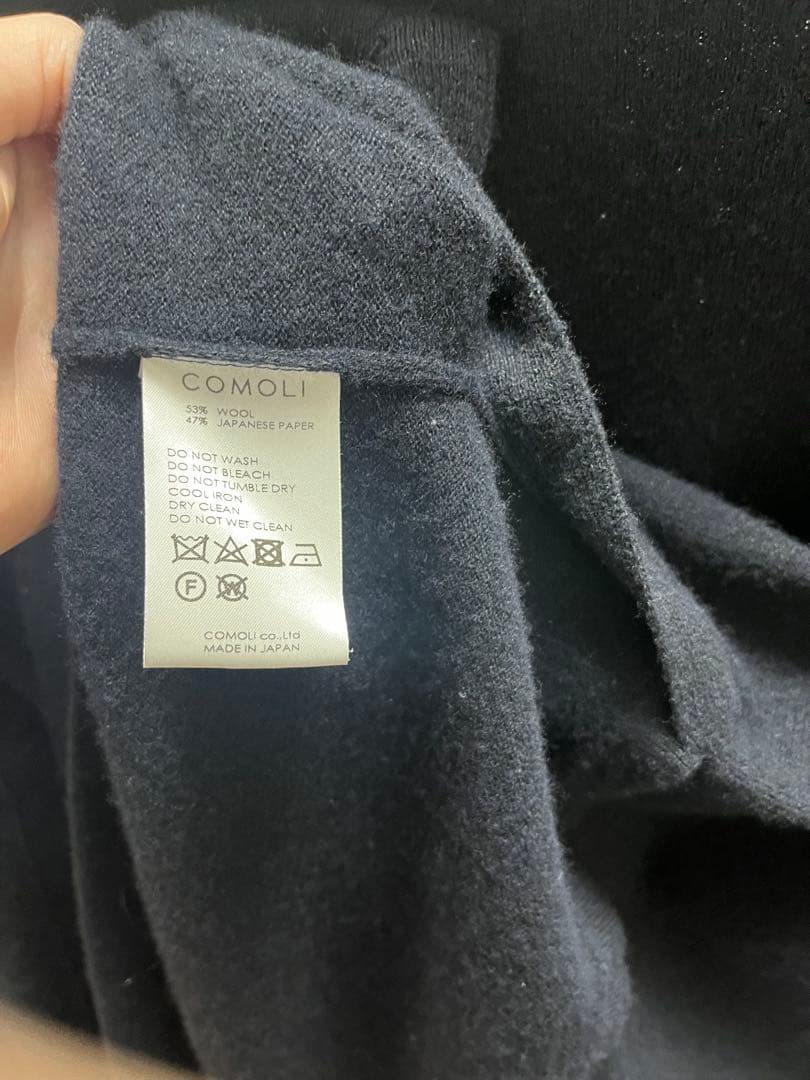 COMOLI
53% WOOL
47% JAPANESE PAPER
DO NOT WASH
DO NOT BLEACH
DO NOT TUMBLE DRY
COOL IRON
DRY CLEAN
DO NOT WET CLEAN
F W
COMOLI co.,Ltd
MADE IN JAPAN